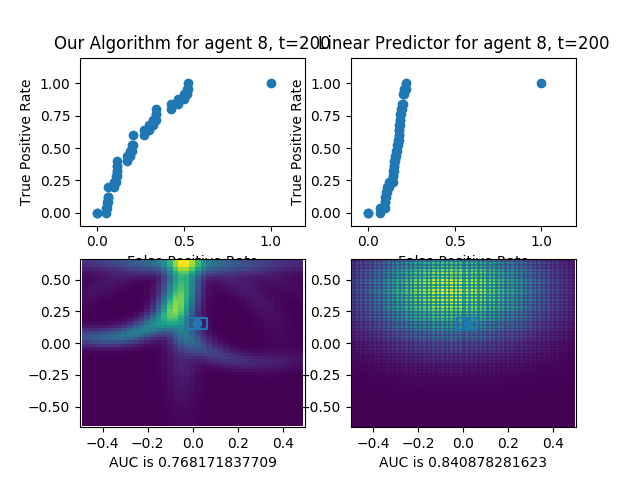 Our Algorithm for agent 8, t=200
Linear Predictor for agent 8, t=200
True Positive Rate
1.00
0.75
0.50
0.25
0.00
0.0 0.5 1.0
False Positive Rate
True Positive Rate
1.00
0.75
0.50
0.25
0.00
0.0 0.5 1.0
False Positive Rate
0.50
0.25
0.00
−0.25
−0.50
−0.4 −0.2 0.0 0.2 0.4
AUC is 0.768171837709
0.50
0.25
0.00
−0.25
−0.50
−0.4 −0.2 0.0 0.2 0.4
AUC is 0.840878281623